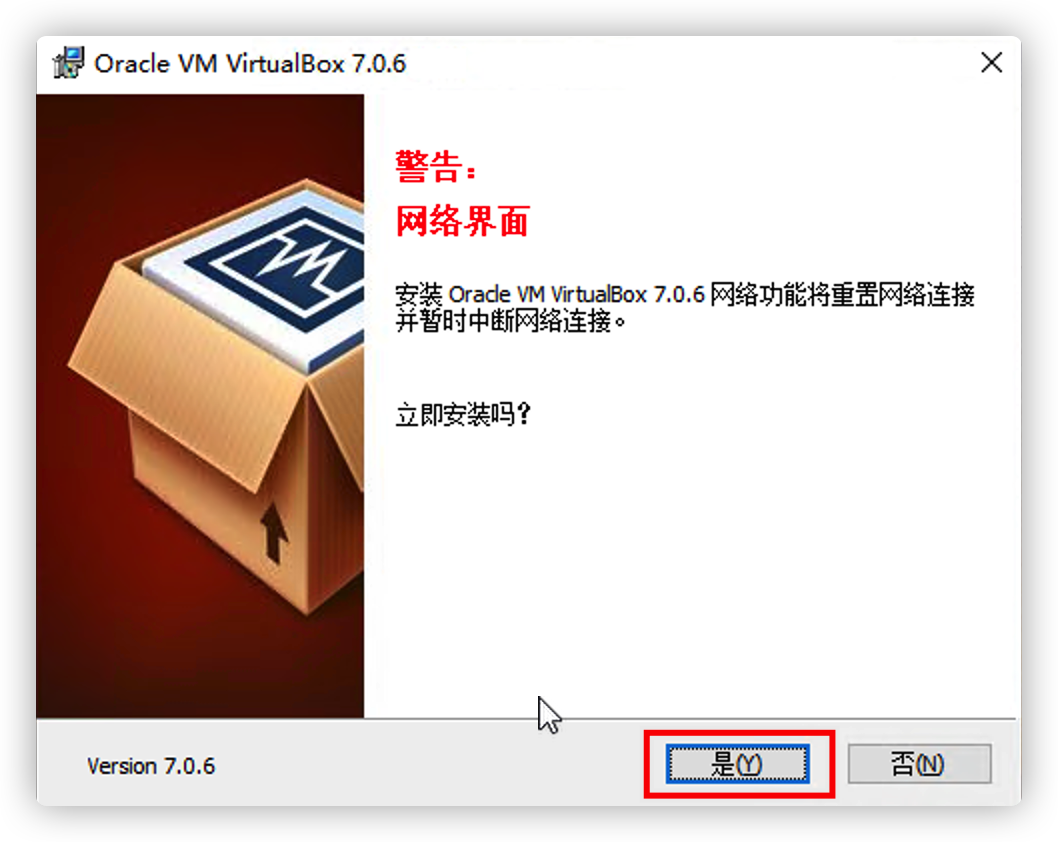 Oracle VM VirtualBox 7.0.6
警告：
网络界面
安装 Oracle VM VirtualBox 7.0.6 网络功能将重置网络连接
并暂时中断网络连接。
立即安装吗？
Version 7.0.6
是(Y)
否(N)